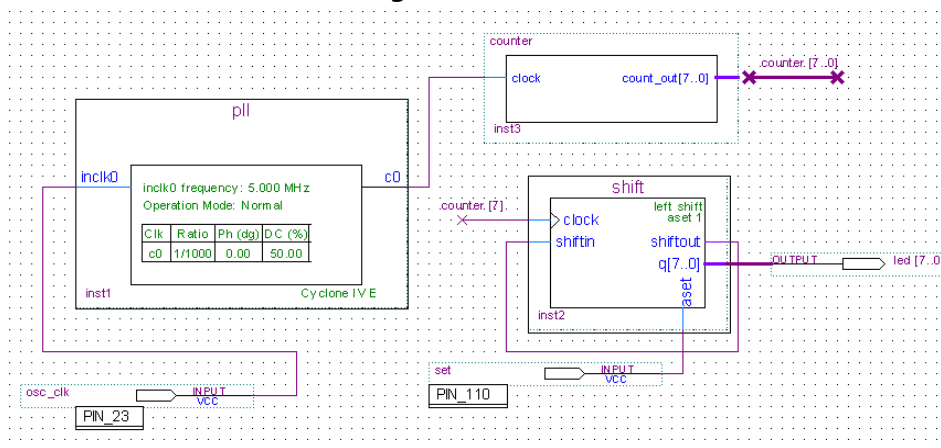 counter
clock
count_out[7..0]
inst3
counter.[7..0]
pll
inclk0
c0
inclk0 frequency: 5.000 MHz
Operation Mode: Normal
Clk Ratio Ph (dg) DC (%)
c0 1/1000 0.00 50.00
inst1
Cyclone IV E
counter.[7]
shift
left shift
aset 1
clock
shiftin
shiftout
q[7..0]
aset
inst2
OUTPUT
led [7..0
set
INPUT
VCC
PIN_110
osc_clk
INPUT
VCC
PIN_23